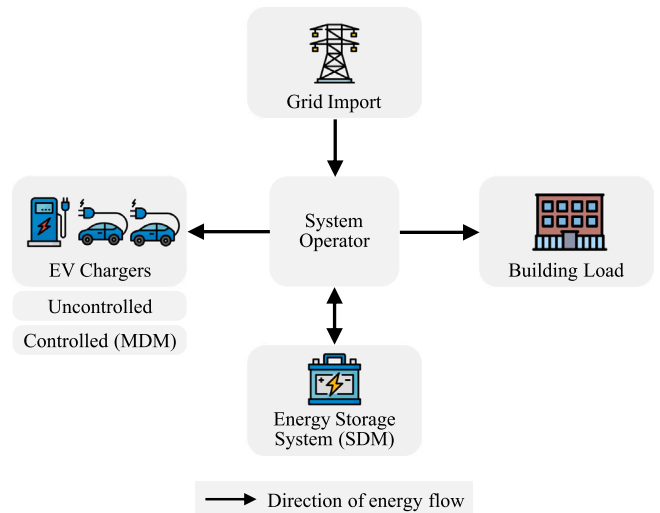 Grid Import
System
Operator
EV Chargers
Uncontrolled
Controlled (MDM)
Building Load
Energy Storage
System (SDM)
Direction of energy flow